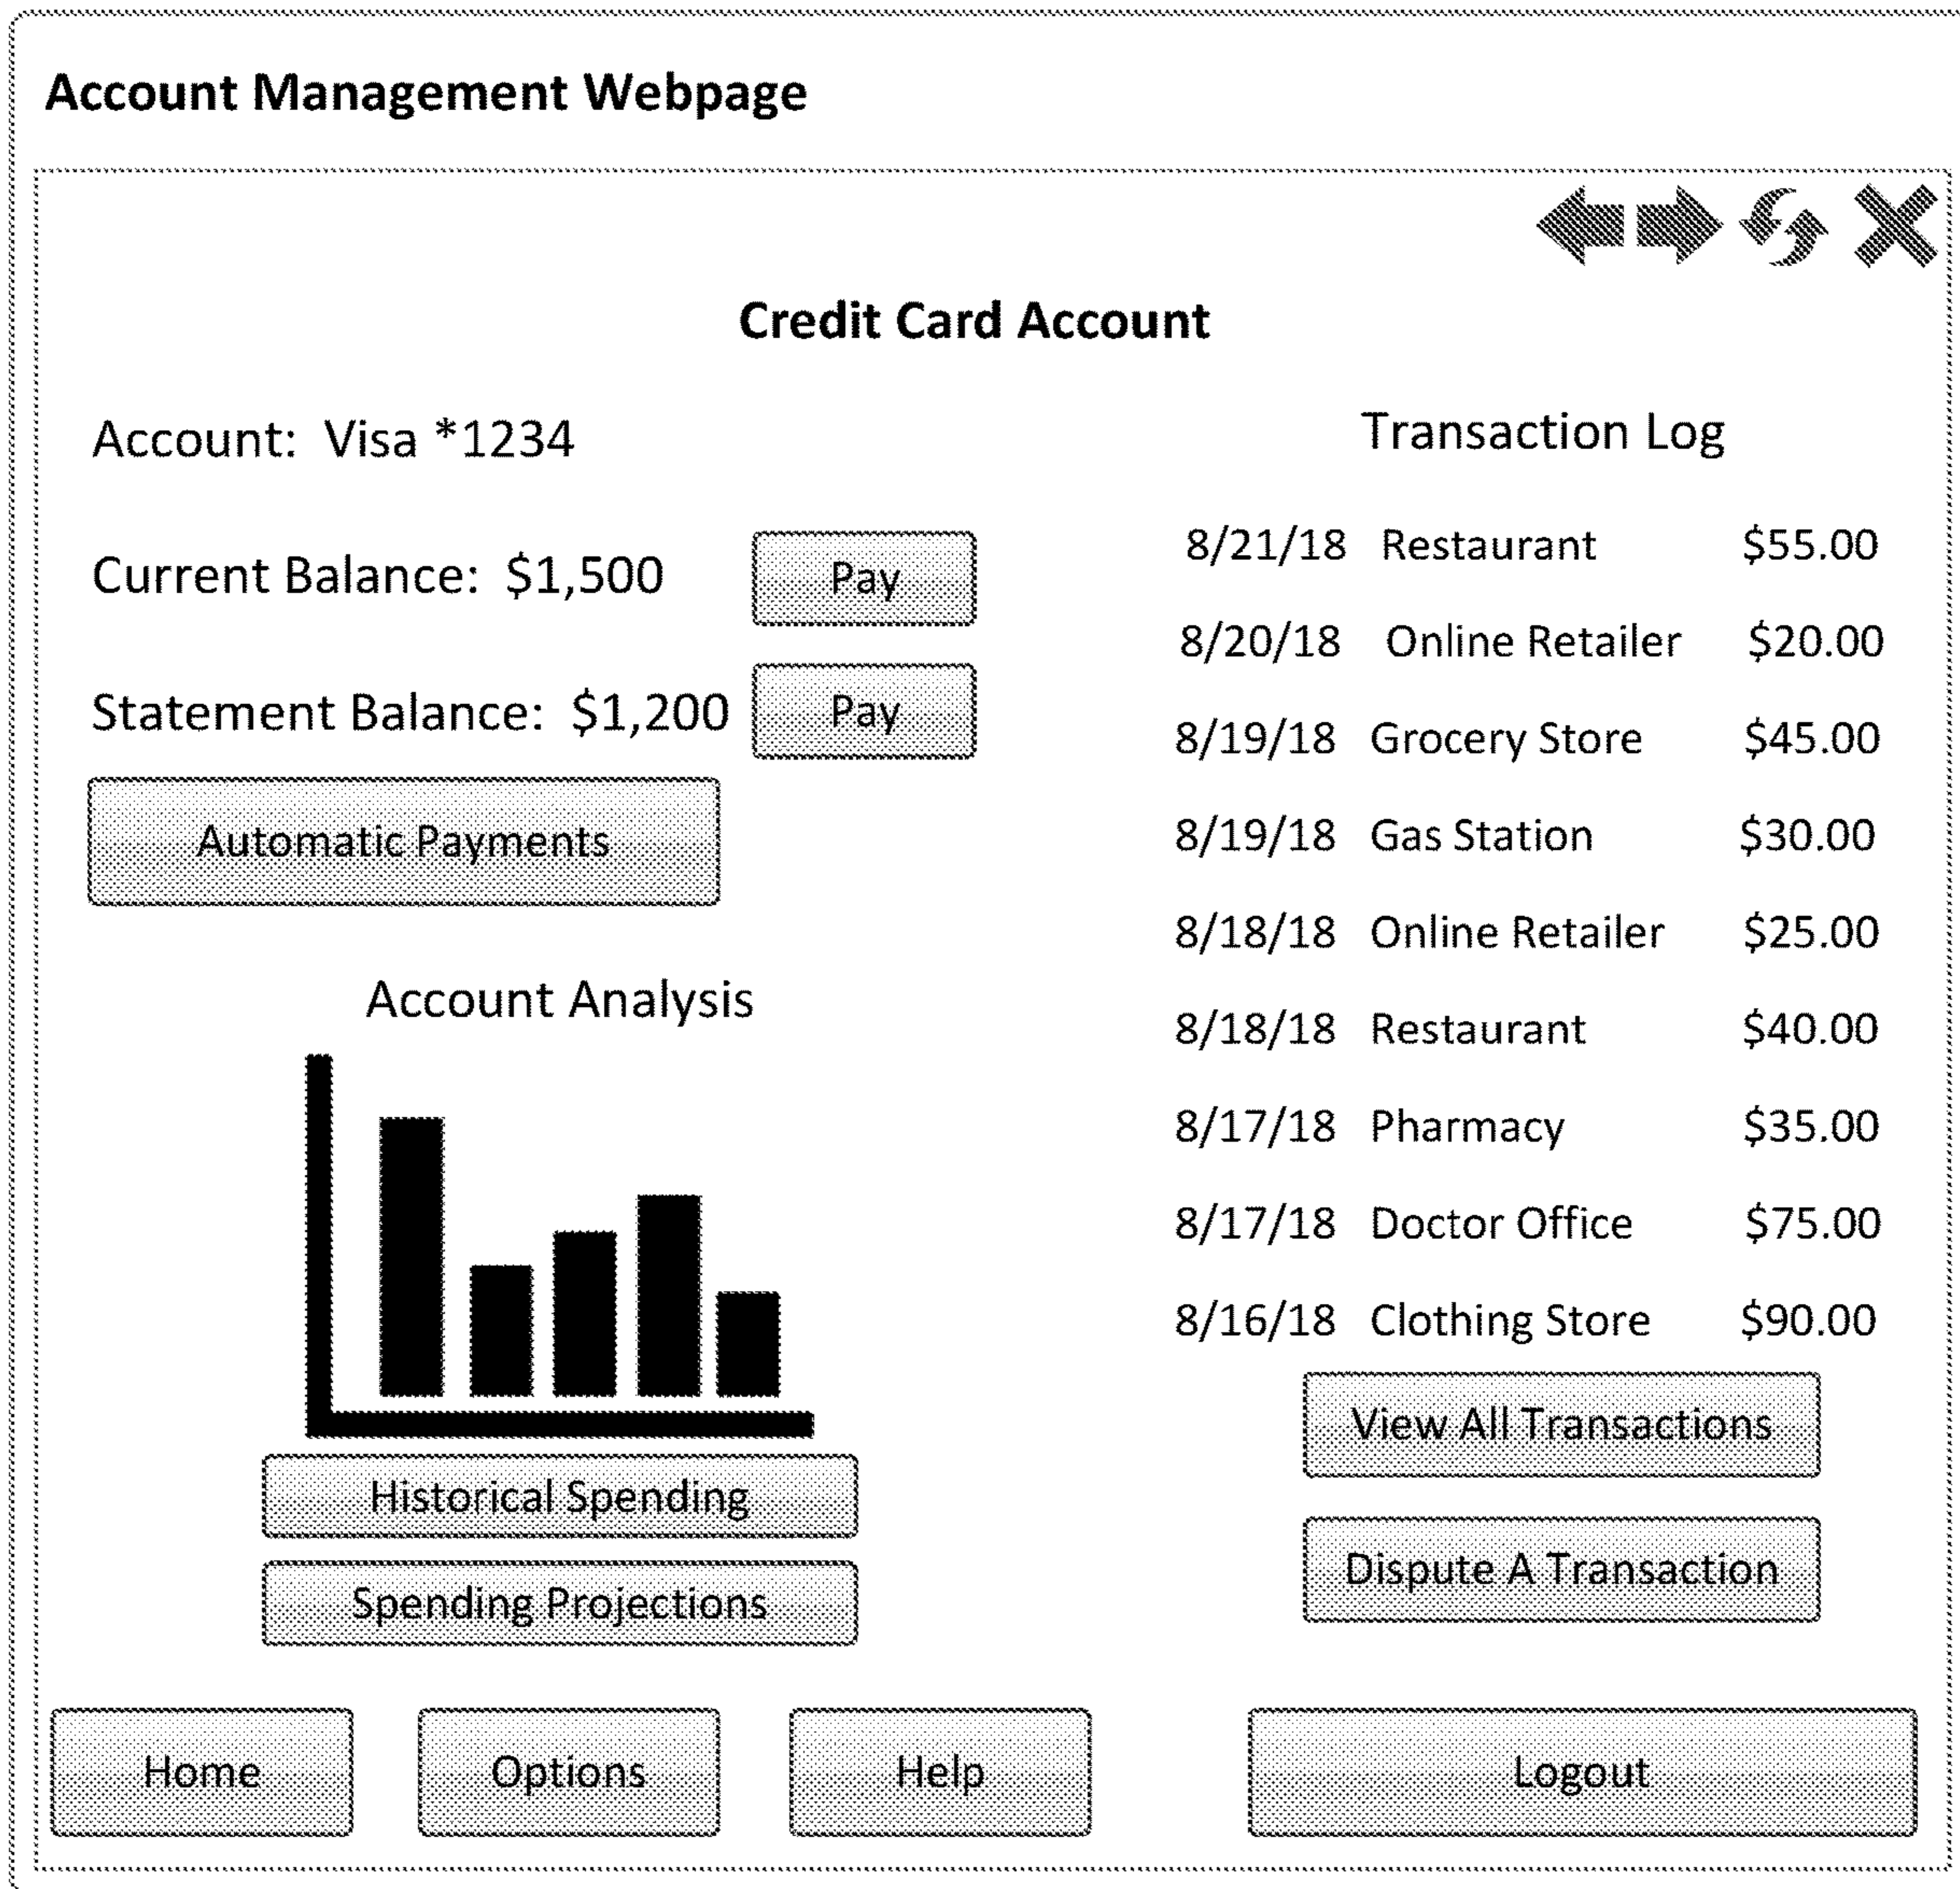 Account Management Webpage
Credit Card Account
Account: Visa *1234
Current Balance: $1,500
Pay
Statement Balance: $1,200
Pay
Automatic Payments
Account Analysis
Historical Spending
Spending Projections
Transaction Log
8/21/18 Restaurant $55.00
8/20/18 Online Retailer $20.00
8/19/18 Grocery Store $45.00
8/19/18 Gas Station $30.00
8/18/18 Online Retailer $25.00
8/18/18 Restaurant $40.00
8/17/18 Pharmacy $35.00
8/17/18 Doctor Office $75.00
8/16/18 Clothing Store $90.00
View All Transactions
Dispute A Transaction
Home
Options
Help
Logout